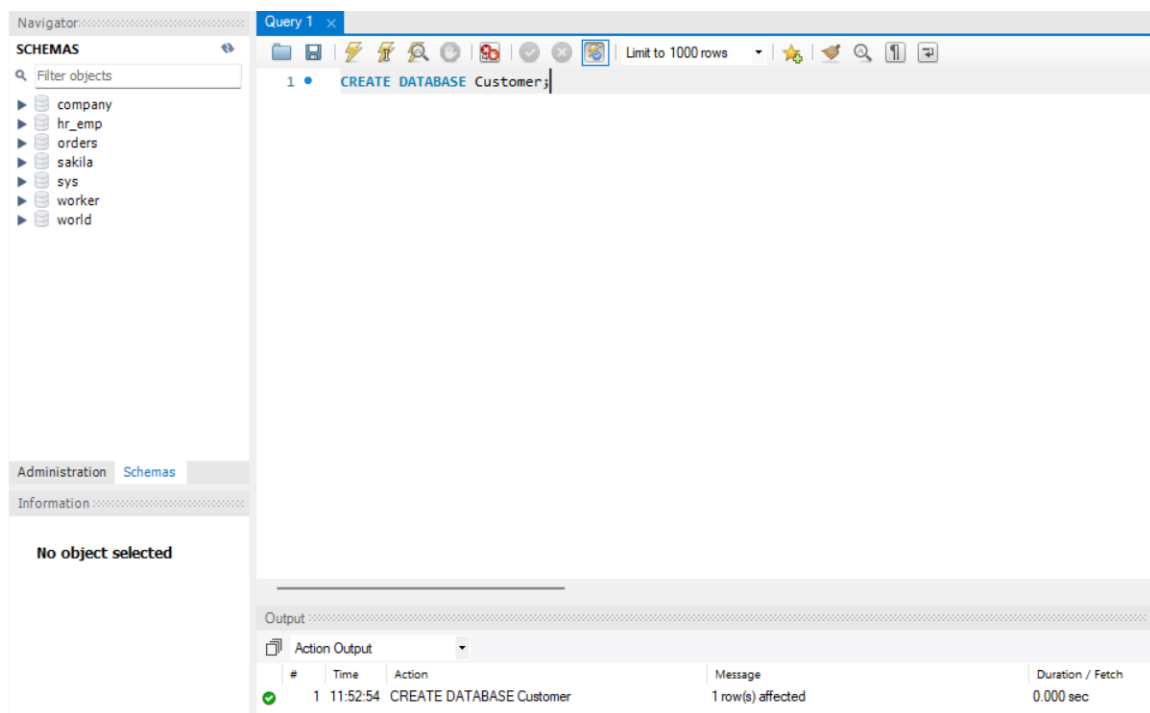 Navigator
SCHEMAS
Filter objects
company
hr_emp
orders
sakila
sys
worker
world
Administration Schemas
Information
No object selected
Query 1
Limit to 1000 rows
1 CREATE DATABASE Customer;
Output
Action Output
# Time Action Message Duration / Fetch
1 11:52:54 CREATE DATABASE Customer 1 row(s) affected 0.000 sec